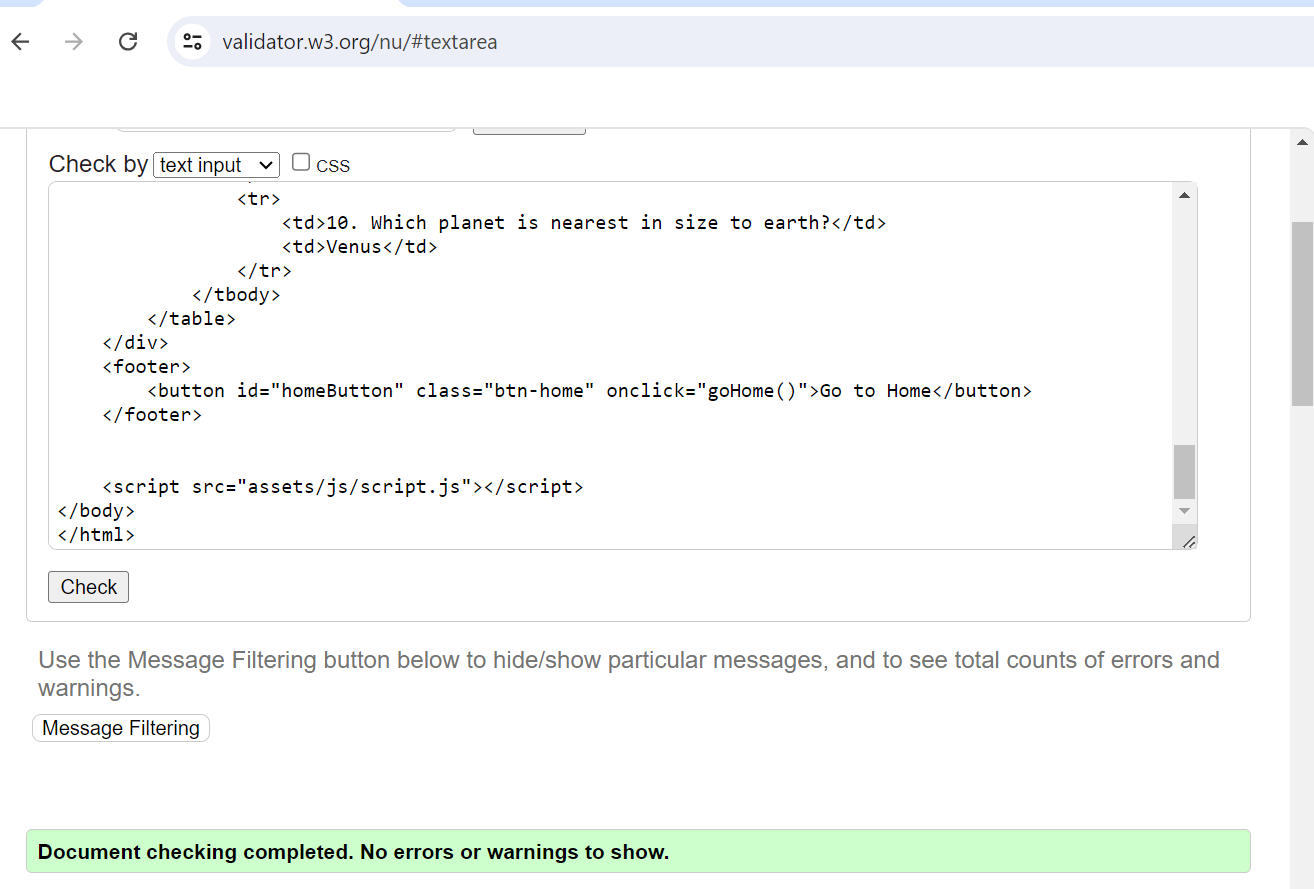 validator.w3.org/nu/#textarea
Check by text input CSS
<tr>
<td>10. Which planet is nearest in size to earth?</td>
<td>Venus</td>
</tr>
</tbody>
</table>
</div>
<footer>
<button id="homeButton" class="btn-home" onclick="goHome()">Go to Home</button>
</footer>
<script src="assets/js/script.js"></script>
</body>
</html>
Check
Use the Message Filtering button below to hide/show particular messages, and to see total counts of errors and
warnings.
Message Filtering
Document checking completed. No errors or warnings to show.